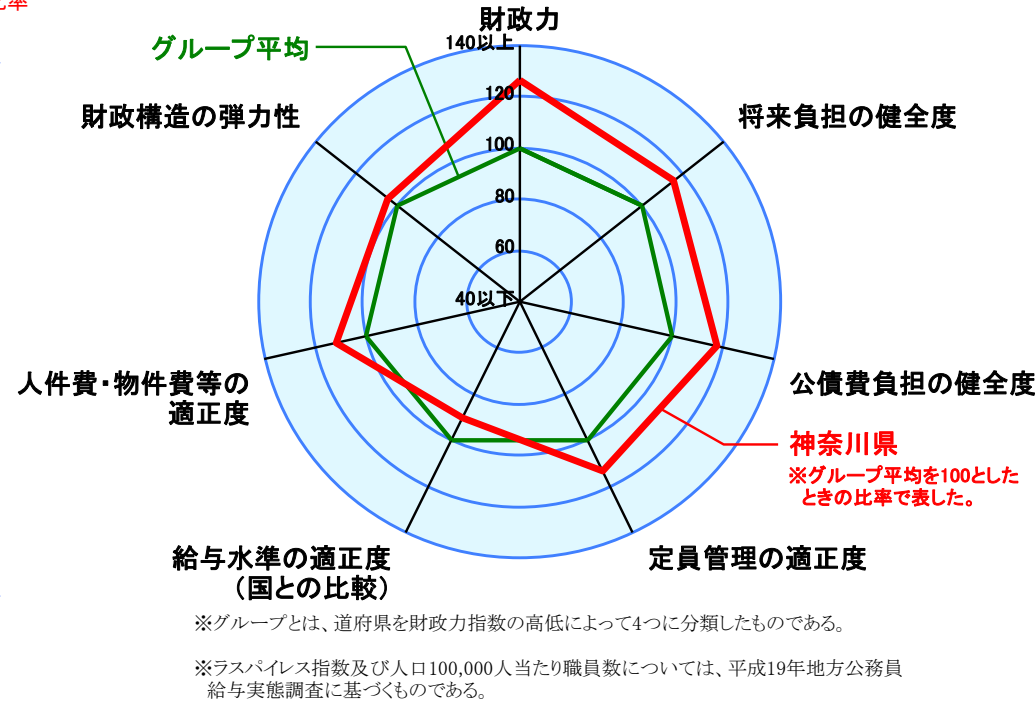 財政力
140以上
グループ平均
120
財政構造の弾力性
将来負担の健全度
100
80
60
40以下
人件費・物件費等の
適正度
公債費負担の健全度
神奈川県
※グループ平均を100とした
ときの比率で表した。
給与水準の適正度
（国との比較）
定員管理の適正度
※グループとは、道府県を財政力指数の高低によって4つに分類したものである。
※ラスパイレス指数及び人口100,000人当たり職員数については、平成19年地方公務員
給与実態調査に基づくものである。